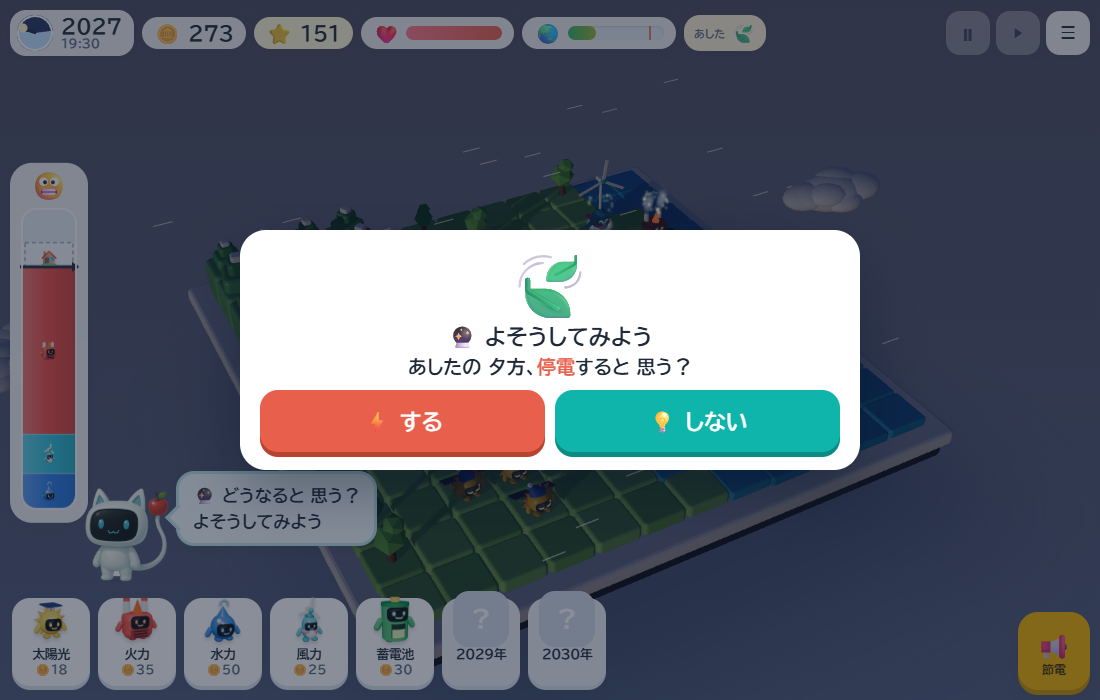 2027
19:30
273
151
あした
よそうしてみよう
あしたの 夕方、停電すると 思う？
する
しない
どうなると 思う？
よそうしてみよう
太陽光
18
火力
35
水力
50
風力
25
蓄電池
30
?
2029年
?
2030年
節電